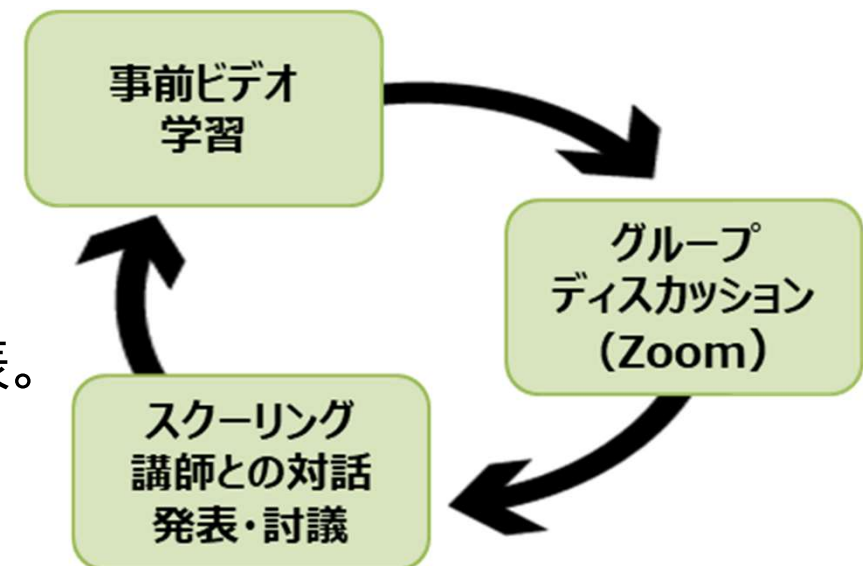 事前ビデオ
学習
グループ
ディスカッション
（Zoom）
表。
スクーリング
講師との対話
発表・討議